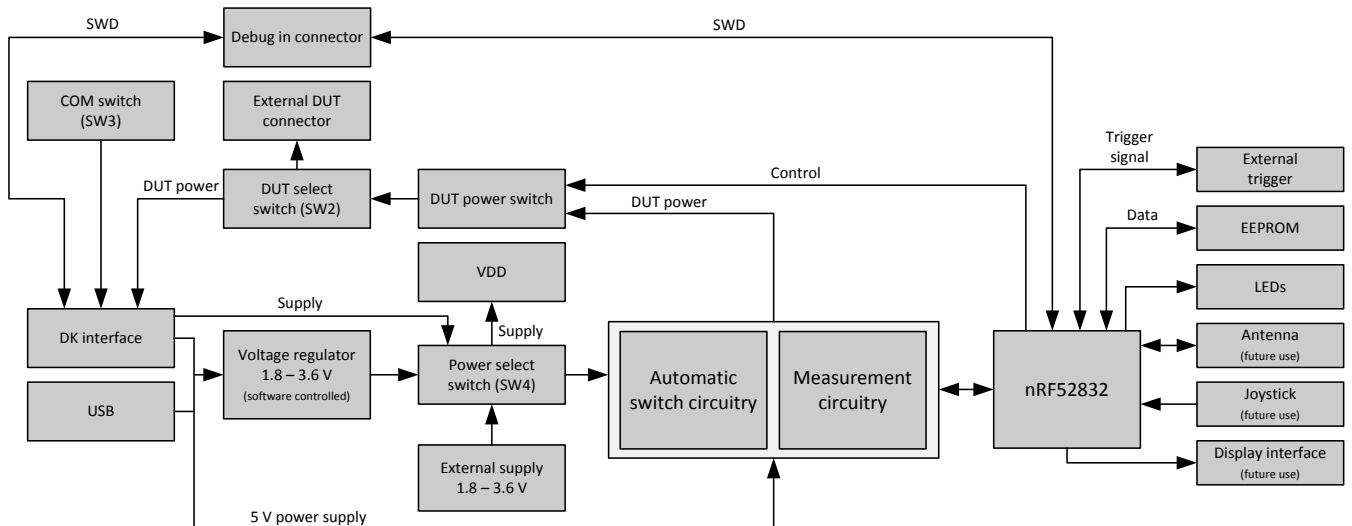 SWD
SWD
Debug in connector
COM switch
(SW3)
External DUT
connector
Trigger
signal
External
trigger
Control
DUT power
DUT select
switch (SW2)
DUT power switch
DUT power
Data
EEPROM
VDD
LEDs
Supply
Supply
DK interface
Voltage regulator
1.8 – 3.6 V
(software controlled)
Power select
switch (SW4)
Automatic
switch circuitry
Measurement
circuitry
nRF52832
Antenna
(future use)
USB
Joystick
(future use)
External supply
1.8 – 3.6 V
Display interface
(future use)
5 V power supply